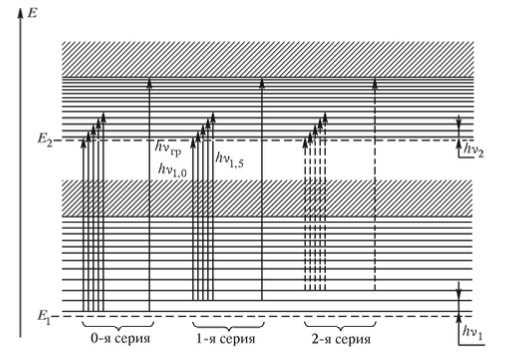 E
E₂
hν₂
hνгр
hν₁,₀
hν₁,₅
E₁
hν₁
0-я серия
1-я серия
2-я серия